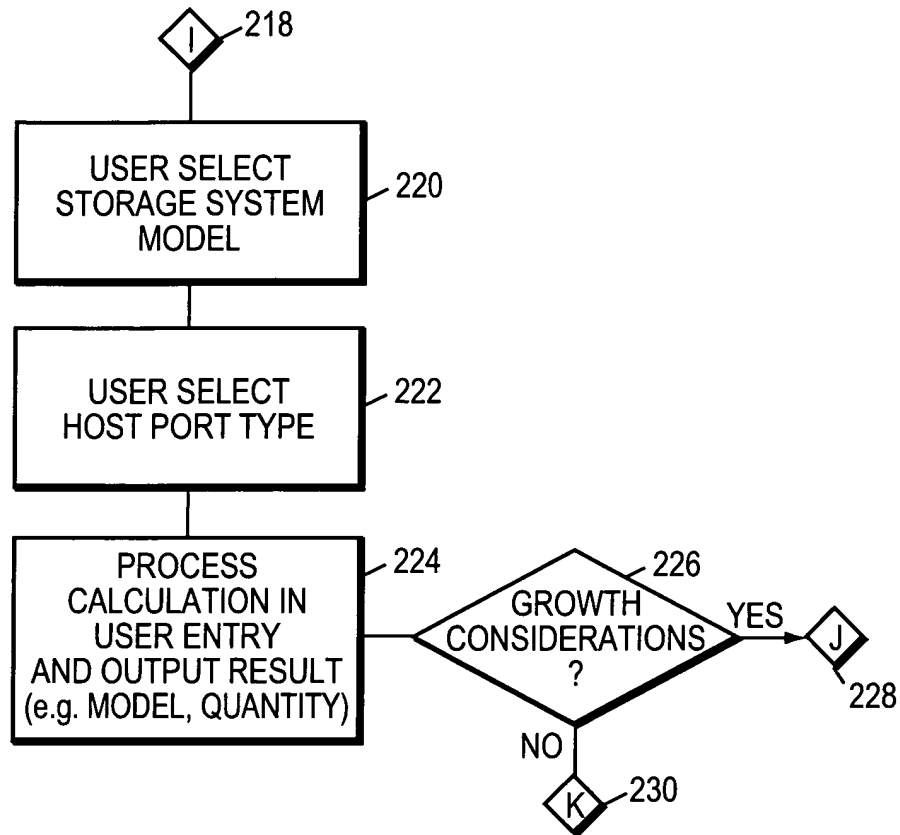 I
218
USER SELECT
STORAGE SYSTEM
MODEL
220
USER SELECT
HOST PORT TYPE
222
PROCESS
CALCULATION IN
USER ENTRY
AND OUTPUT RESULT
(e.g. MODEL, QUANTITY)
224
GROWTH
CONSIDERATIONS
?
226
YES
J
228
NO
K
230